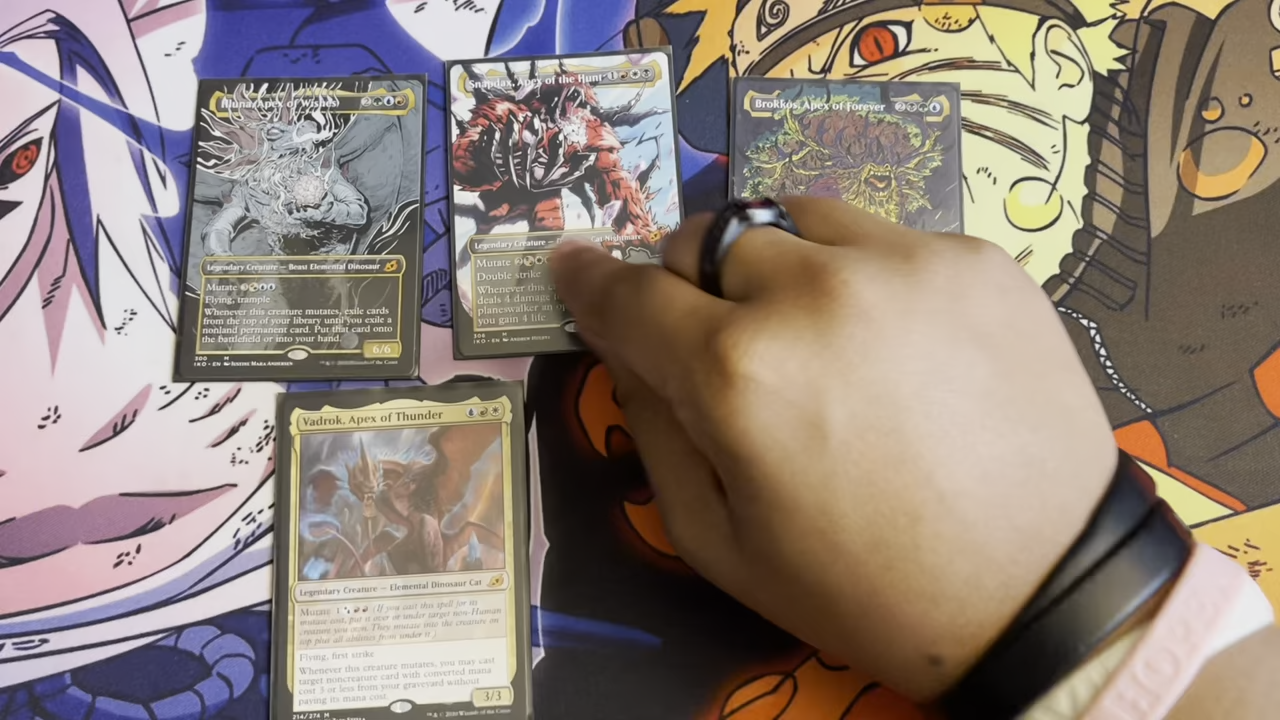 Illuna, Apex of Wishes
Legendary Creature — Beast Elemental Dinosaur
Mutate
Flying, trample
Whenever this creature mutates, exile cards
from the top of your library until you exile a
nonland permanent card. Put that card onto
the battlefield or into your hand.
6/6
300 M
IKO • EN
Snapdax, Apex of the Hunt 1
Legendary Creature — Cat Nightmare
Mutate 2
Double strike
Whenever this
deals 4 damage
planeswalker an
you gain 4 life
306 M
IKO • EN
Brokkos, Apex of Forever 2
Vadrok, Apex of Thunder
Legendary Creature — Elemental Dinosaur Cat
Mutate 1 (If you cast this spell for its
mutate cost, put it over or under target non-Human
creature you own. They mutate into the creature on
top plus all abilities from under it.)
Flying, first strike
Whenever this creature mutates, you may cast
target noncreature card with converted mana
cost 3 or less from your graveyard without
paying its mana cost.
3/3
214/274 M